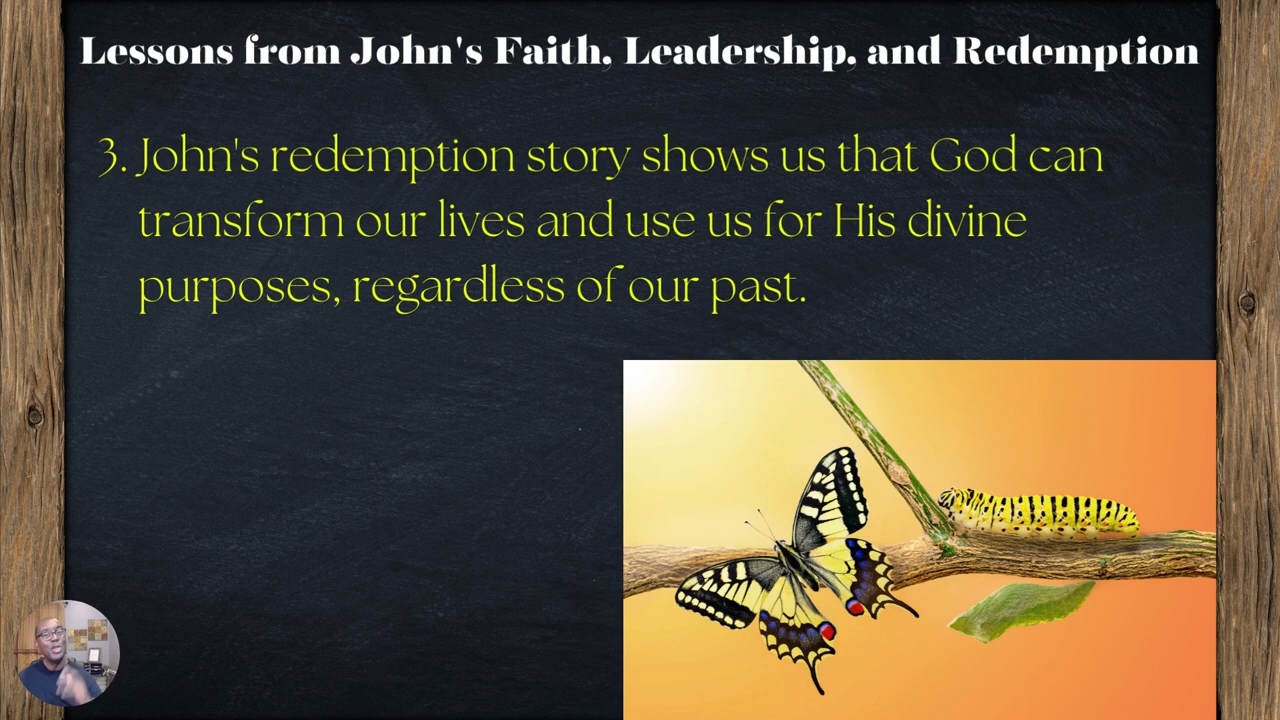 Lessons from John's Faith, Leadership, and Redemption
3. John's redemption story shows us that God can
transform our lives and use us for His divine
purposes, regardless of our past.